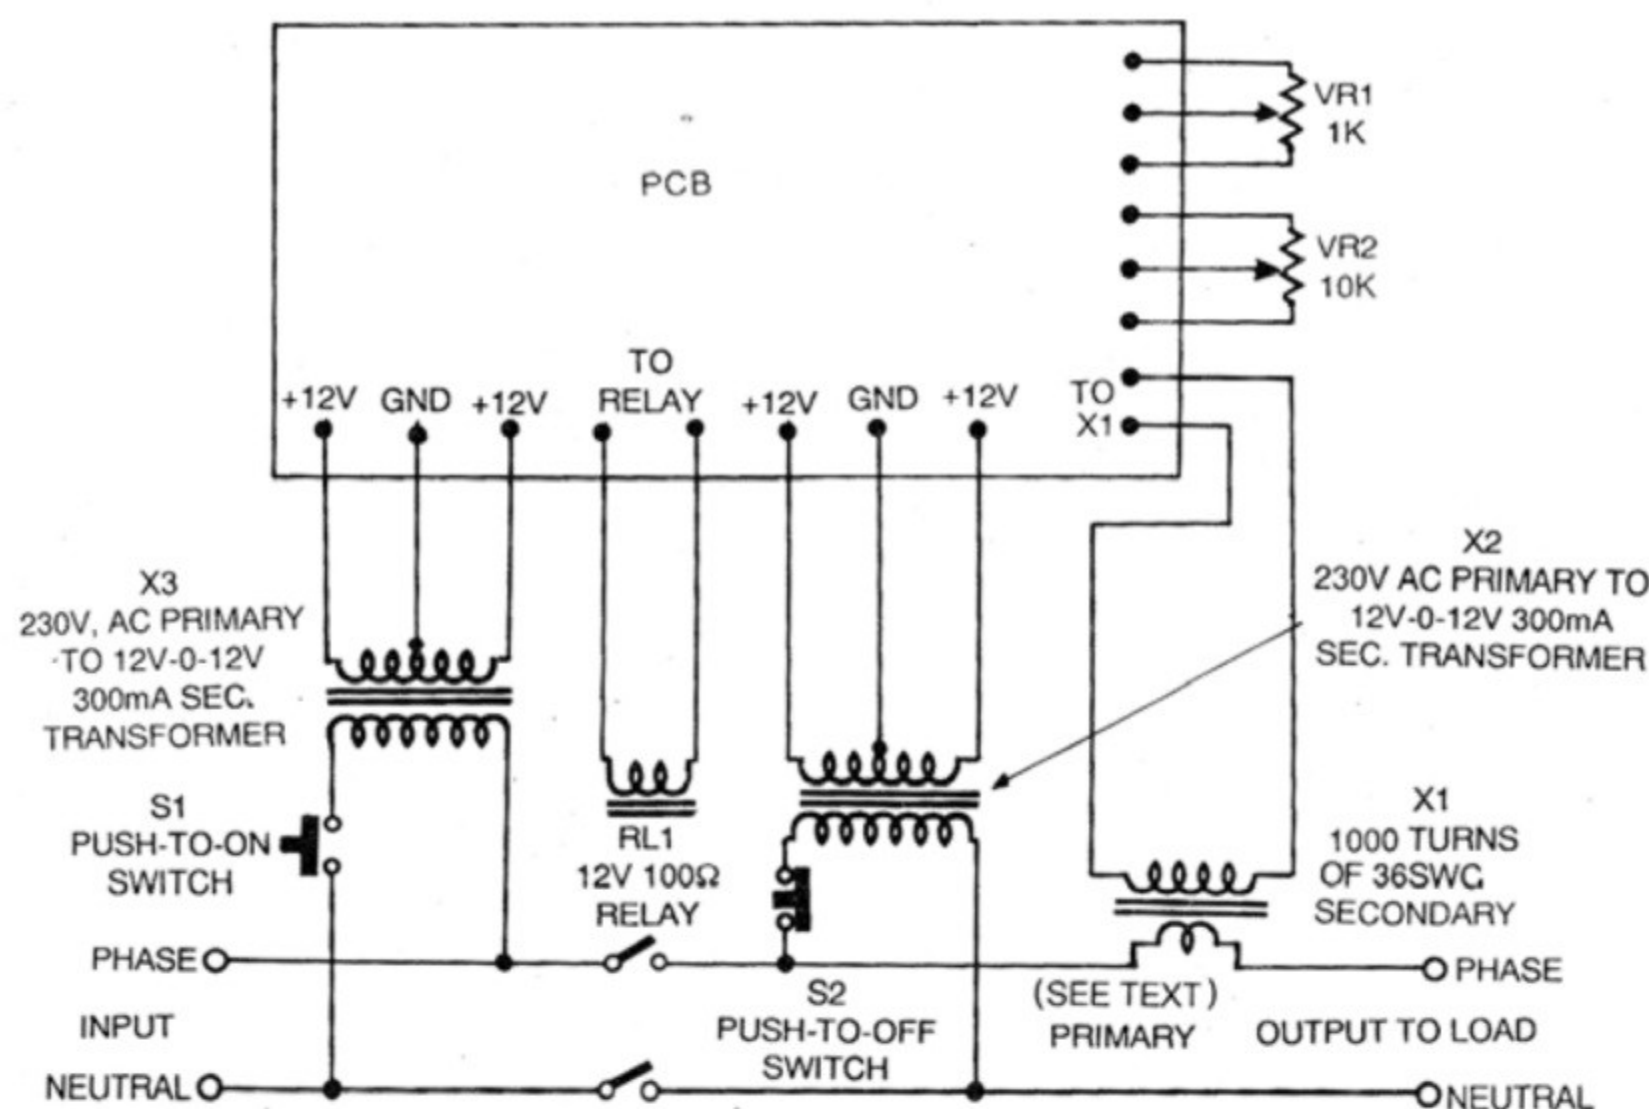 VR1
1K
PCB
VR2
10K
TO
RELAY
+12V
GND
+12V
+12V
GND
+12V
TO
X1
X3
230V, AC PRIMARY
TO 12V-0-12V
300mA SEC.
TRANSFORMER
X2
230V AC PRIMARY TO
12V-0-12V 300mA
SEC. TRANSFORMER
S1
PUSH-TO-ON
SWITCH
RL1
12V 100Ω
RELAY
X1
1000 TURNS
OF 36SWG
SECONDARY
PHASE
S2
PUSH-TO-OFF
SWITCH
(SEE TEXT)
PRIMARY
PHASE
INPUT
OUTPUT TO LOAD
NEUTRAL
NEUTRAL